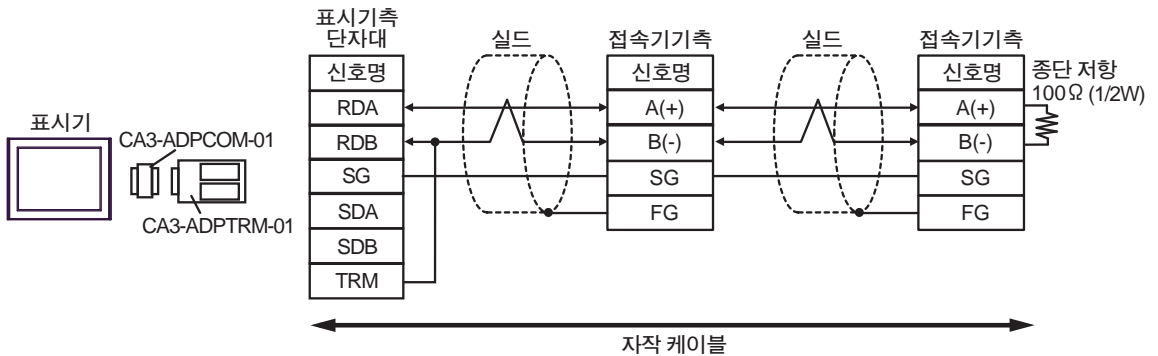 표시기
CA3-ADPCOM-01
CA3-ADPTRM-01
표시기측
단자대
신호명
RDA
RDB
SG
SDA
SDB
TRM
실드
접속기기측
신호명
A(+)
B(-)
SG
FG
실드
접속기기측
신호명
A(+)
B(-)
SG
FG
종단 저항
100Ω (1/2W)
자작 케이블